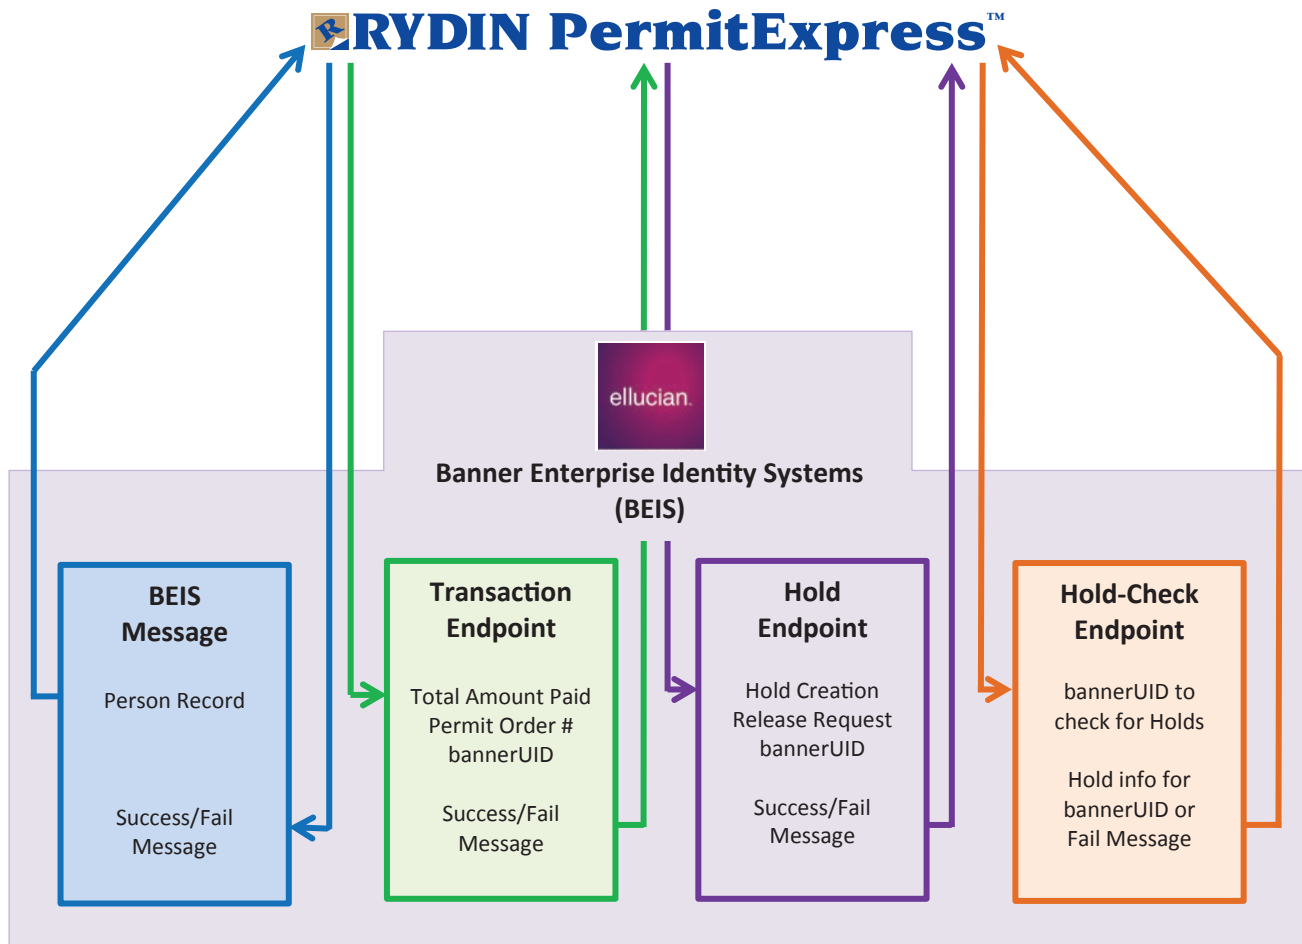 R RYDIN PermitExpress™
ellucian.
Banner Enterprise Identity Systems
(BEIS)
BEIS
Message
Person Record
Success/Fail
Message
Transaction
Endpoint
Total Amount Paid
Permit Order #
bannerUID
Success/Fail
Message
Hold
Endpoint
Hold Creation
Release Request
bannerUID
Success/Fail
Message
Hold-Check
Endpoint
bannerUID to
check for Holds
Hold info for
bannerUID or
Fail Message